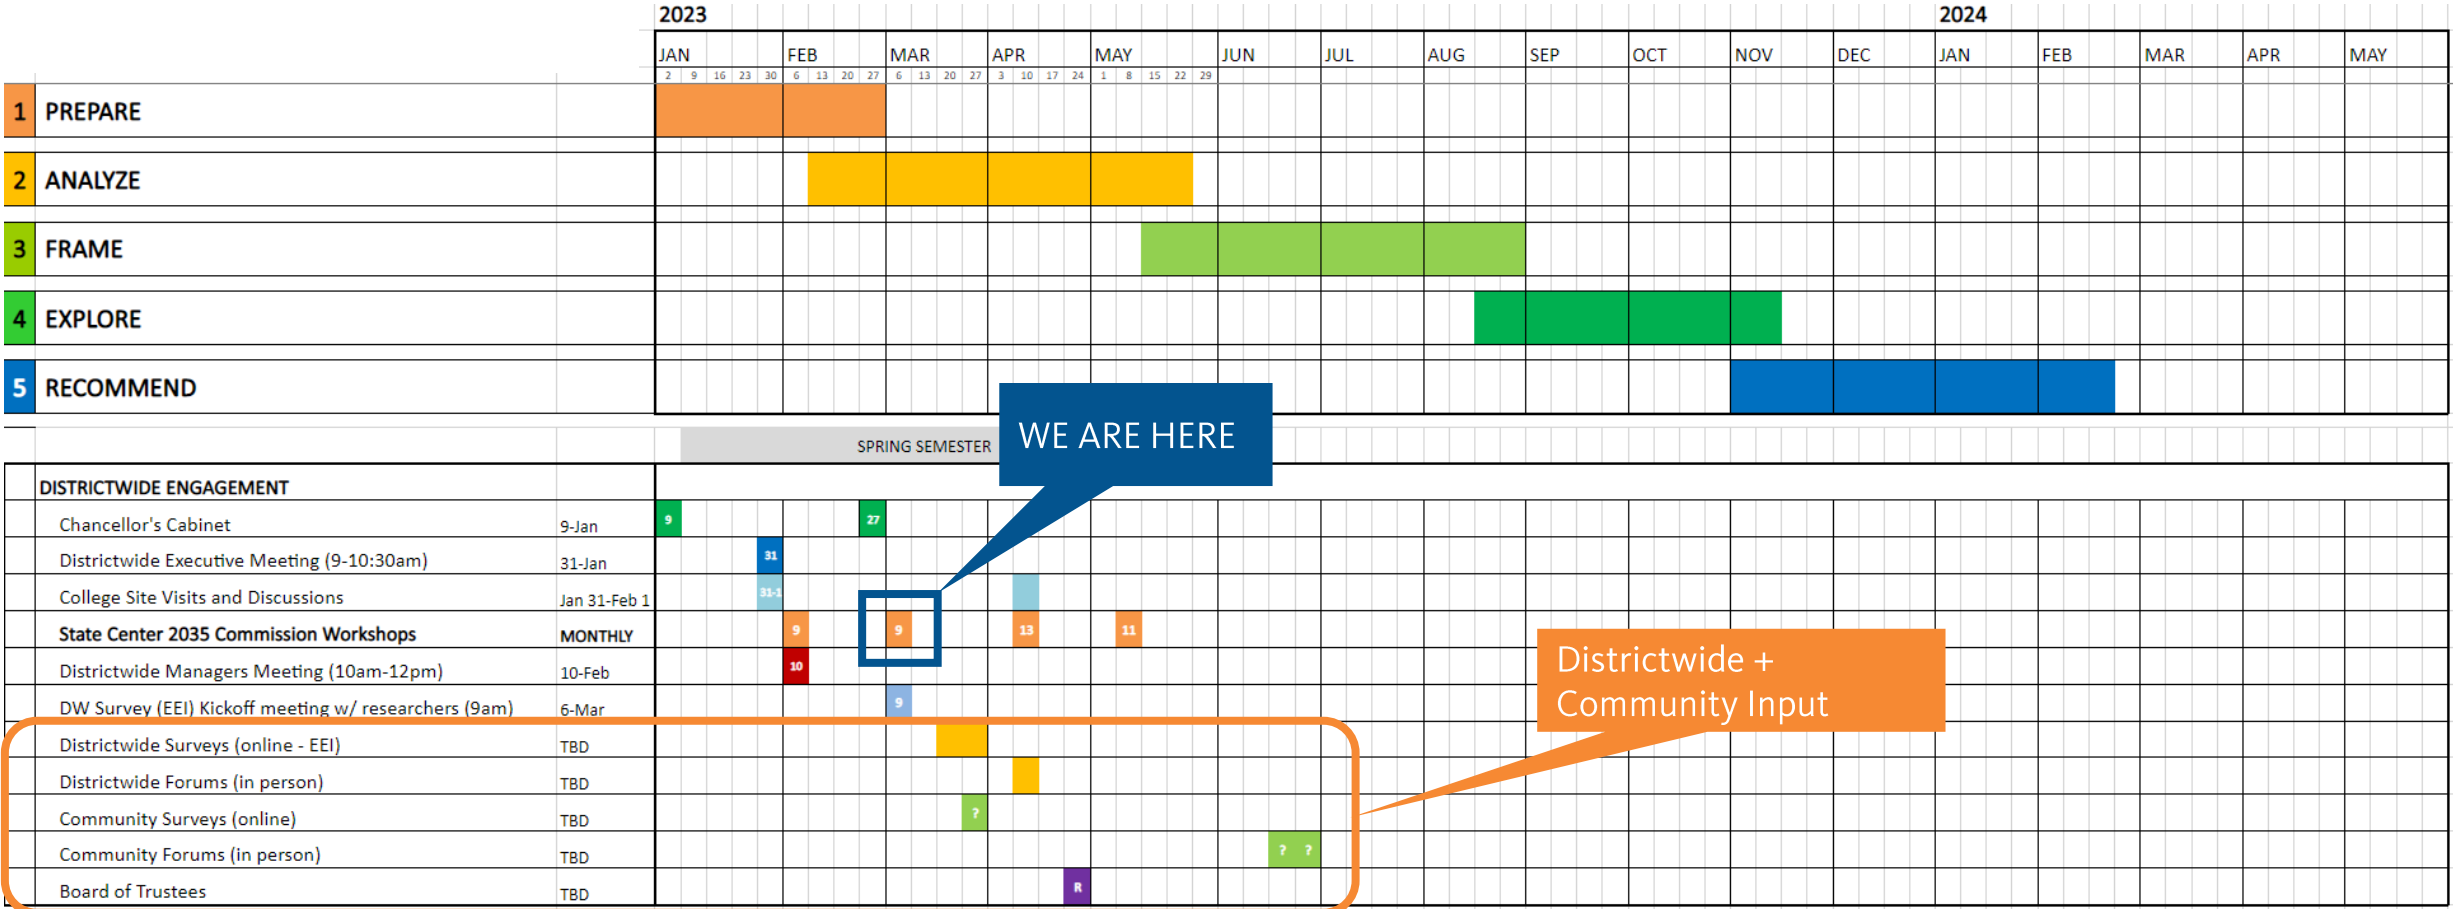 2023 2024
JAN FEB MAR APR MAY JUN JUL AUG SEP OCT NOV DEC JAN FEB MAR APR MAY
2 9 16 23 30 6 13 20 27 6 13 20 27 3 10 17 24 1 8 15 22 29
1 PREPARE
2 ANALYZE
3 FRAME
4 EXPLORE
5 RECOMMEND
WE ARE HERE
SPRING SEMESTER
DISTRICTWIDE ENGAGEMENT
Chancellor's Cabinet 9-Jan 9 27
Districtwide Executive Meeting (9-10:30am) 31-Jan 31
College Site Visits and Discussions Jan 31-Feb 1 31-1
State Center 2035 Commission Workshops MONTHLY 9 9 13 11
Districtwide Managers Meeting (10am-12pm) 10-Feb 10
DW Survey (EEI) Kickoff meeting w/ researchers (9am) 6-Mar 9
Districtwide +
Community Input
Districtwide Surveys (online - EEI) TBD
Districtwide Forums (in person) TBD
Community Surveys (online) TBD ?
Community Forums (in person) TBD ? ?
Board of Trustees TBD R